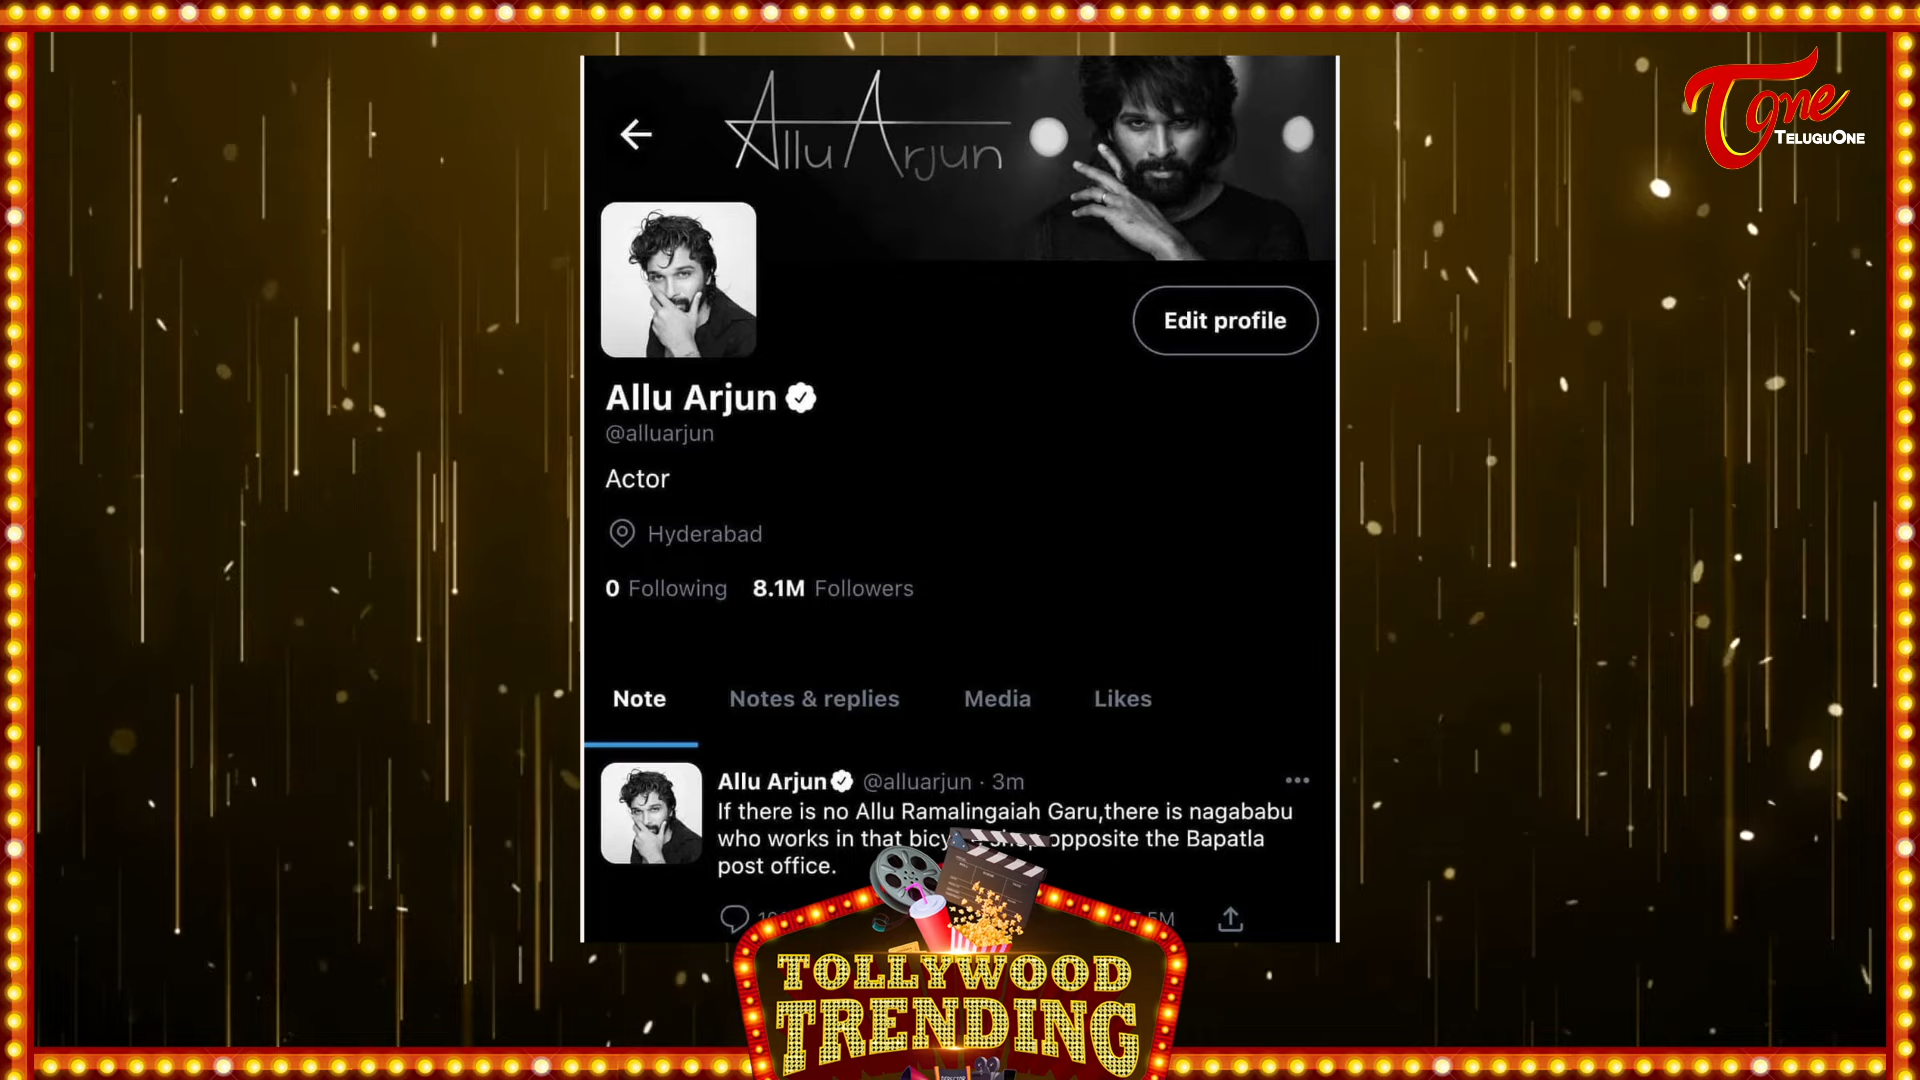 Allu Arjun
Tone
TELUGUONE
Edit profile
Allu Arjun
@alluarjun
Actor
Hyderabad
0 Following 8.1M Followers
Note Notes & replies Media Likes
Allu Arjun @alluarjun · 3m
If there is no Allu Ramalingaiah Garu,there is nagababu
who works in that opposite the Bapatla
post office.
TOLLYWOOD
TRENDING